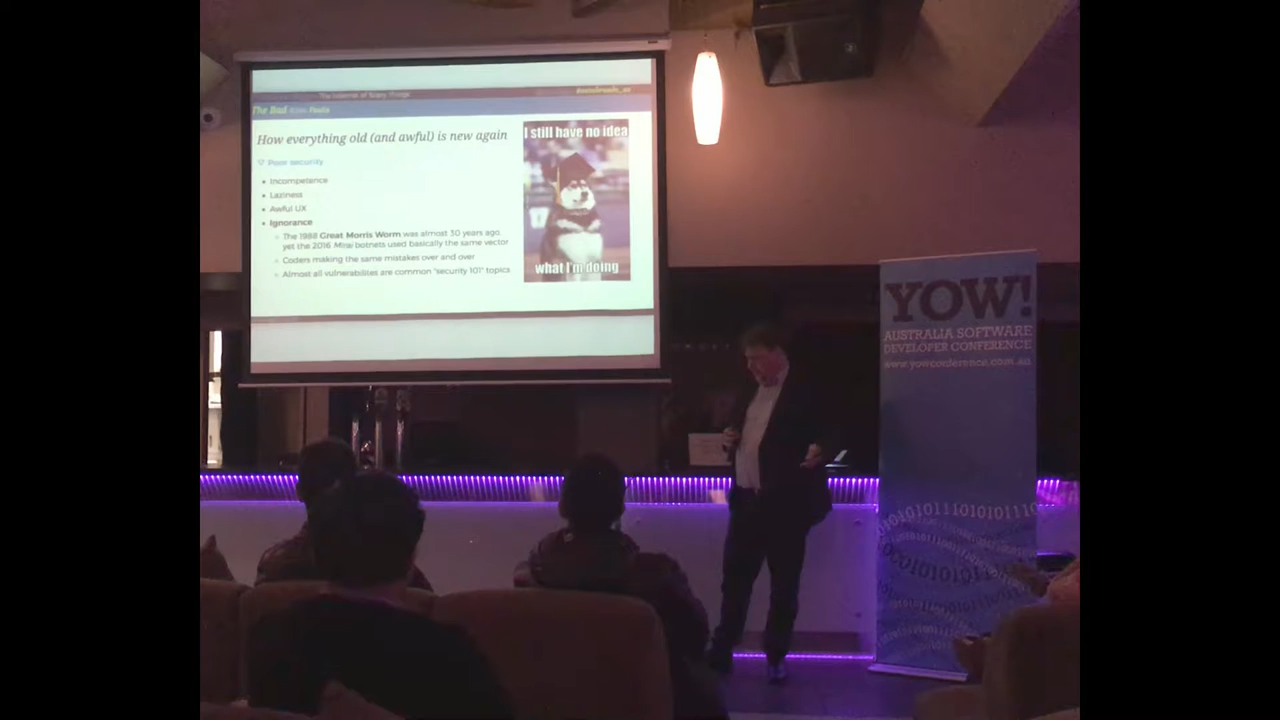 The Internet of Scary Things
The Bad
How everything old (and awful) is new again
Poor security
Incompetence
Laziness
Awful UX
Ignorance
The 1988 Great Morris Worm was almost 30 years ago,
yet the 2016 Mirai botnets used basically the same vector
Coders making the same mistakes over and over
Almost all vulnerabilites are common "security 101" topics
I still have no idea
what I'm doing
YOW!
AUSTRALIA SOFTWARE
DEVELOPER CONFERENCE
www.yowconference.com.au